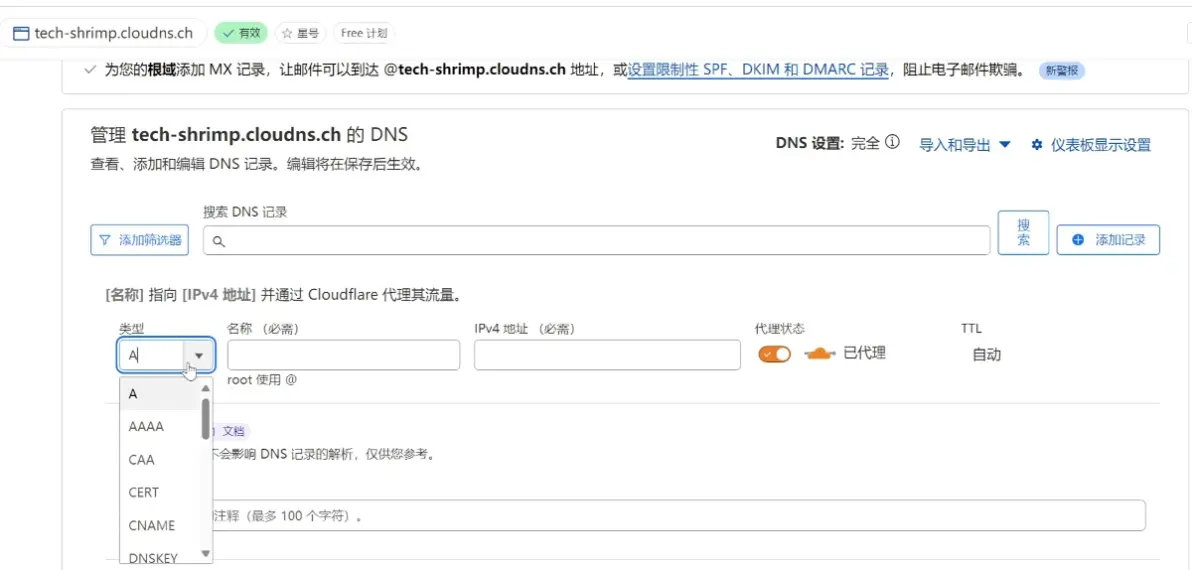 tech-shrimp.cloudns.ch 有效 星号 Free 计划
为您的根域添加 MX 记录，让邮件可以到达 @tech-shrimp.cloudns.ch 地址，或设置限制性 SPF、DKIM 和 DMARC 记录，阻止电子邮件欺骗。 新警报
管理 tech-shrimp.cloudns.ch 的 DNS
DNS 设置: 完全 导入和导出 仪表板显示设置
查看、添加和编辑 DNS 记录。编辑将在保存后生效。
搜索 DNS 记录
添加筛选器
搜索
添加记录
[名称] 指向 [IPv4 地址] 并通过 Cloudflare 代理其流量。
类型 名称 （必需） IPv4 地址 （必需） 代理状态 TTL
A 已代理 自动
root 使用 @
A
AAAA
文档
CAA
不会影响 DNS 记录的解析，仅供您参考。
CERT
注释（最多 100 个字符）。
CNAME
DNSKEY